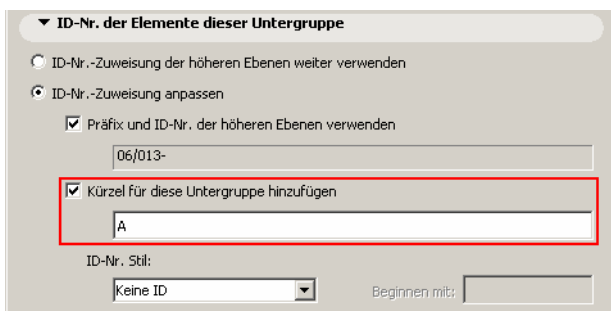 ID-Nr. der Elemente dieser Untergruppe
ID-Nr.-Zuweisung der höheren Ebenen weiter verwenden
ID-Nr.-Zuweisung anpassen
Präfix und ID-Nr. der höheren Ebenen verwenden
06/013-
Kürzel für diese Untergruppe hinzufügen
A
ID-Nr. Stil:
Keine ID Beginnen mit: